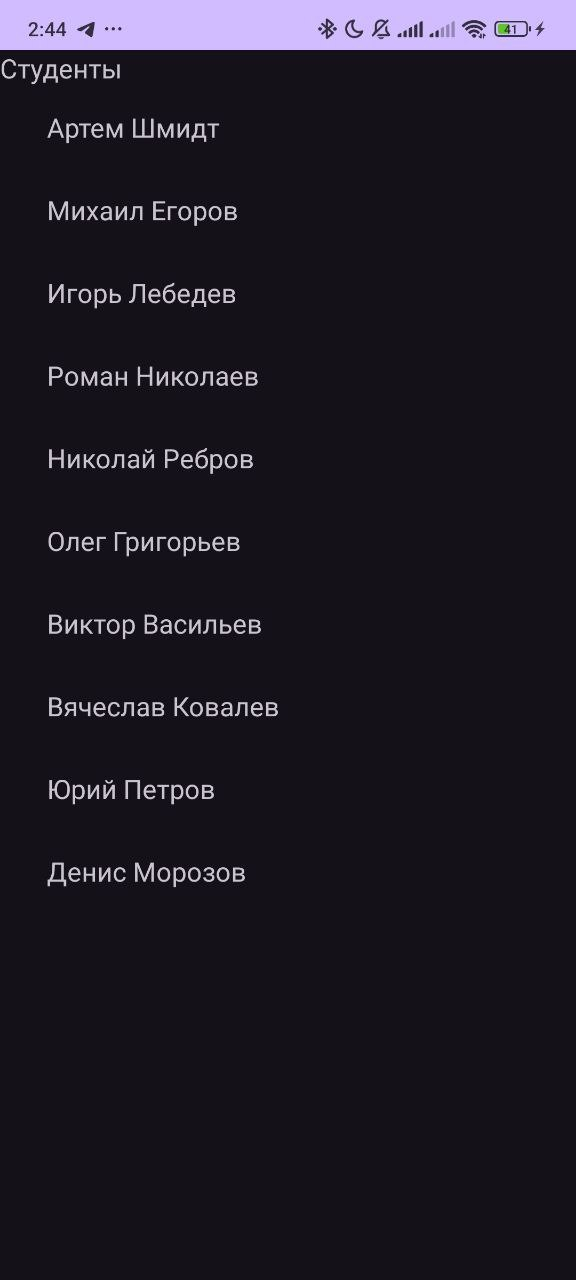 2:44 ...
41
Студенты
Артем Шмидт
Михаил Егоров
Игорь Лебедев
Роман Николаев
Николай Ребров
Олег Григорьев
Виктор Васильев
Вячеслав Ковалев
Юрий Петров
Денис Морозов